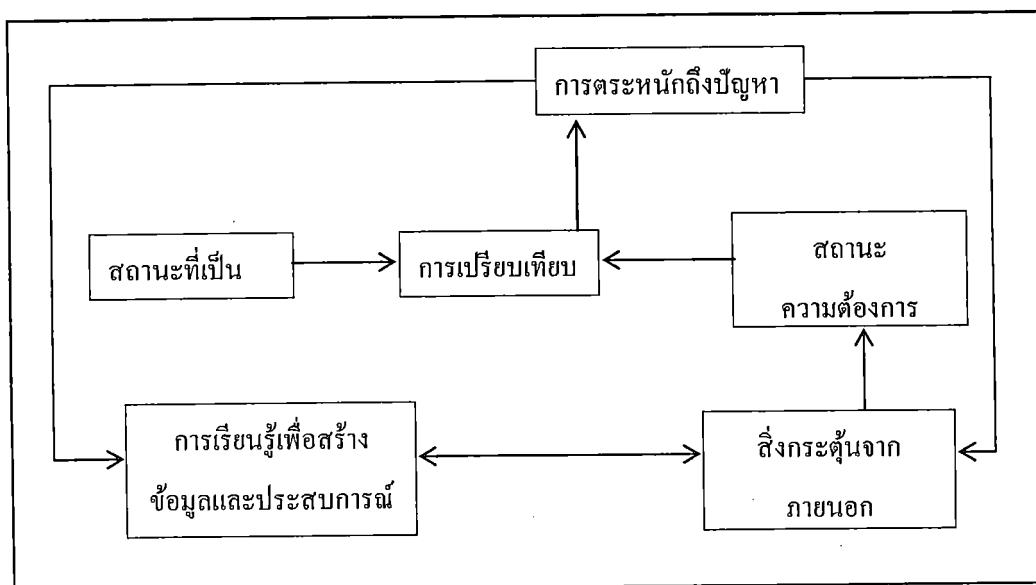 การตระหนักถึงปัญหา
สถานะที่เป็น
การเปรียบเทียบ
สถานะ
ความต้องการ
การเรียนรู้เพื่อสร้าง
ข้อมูลและประสบการณ์
สิ่งกระตุ้นจาก
ภายนอก